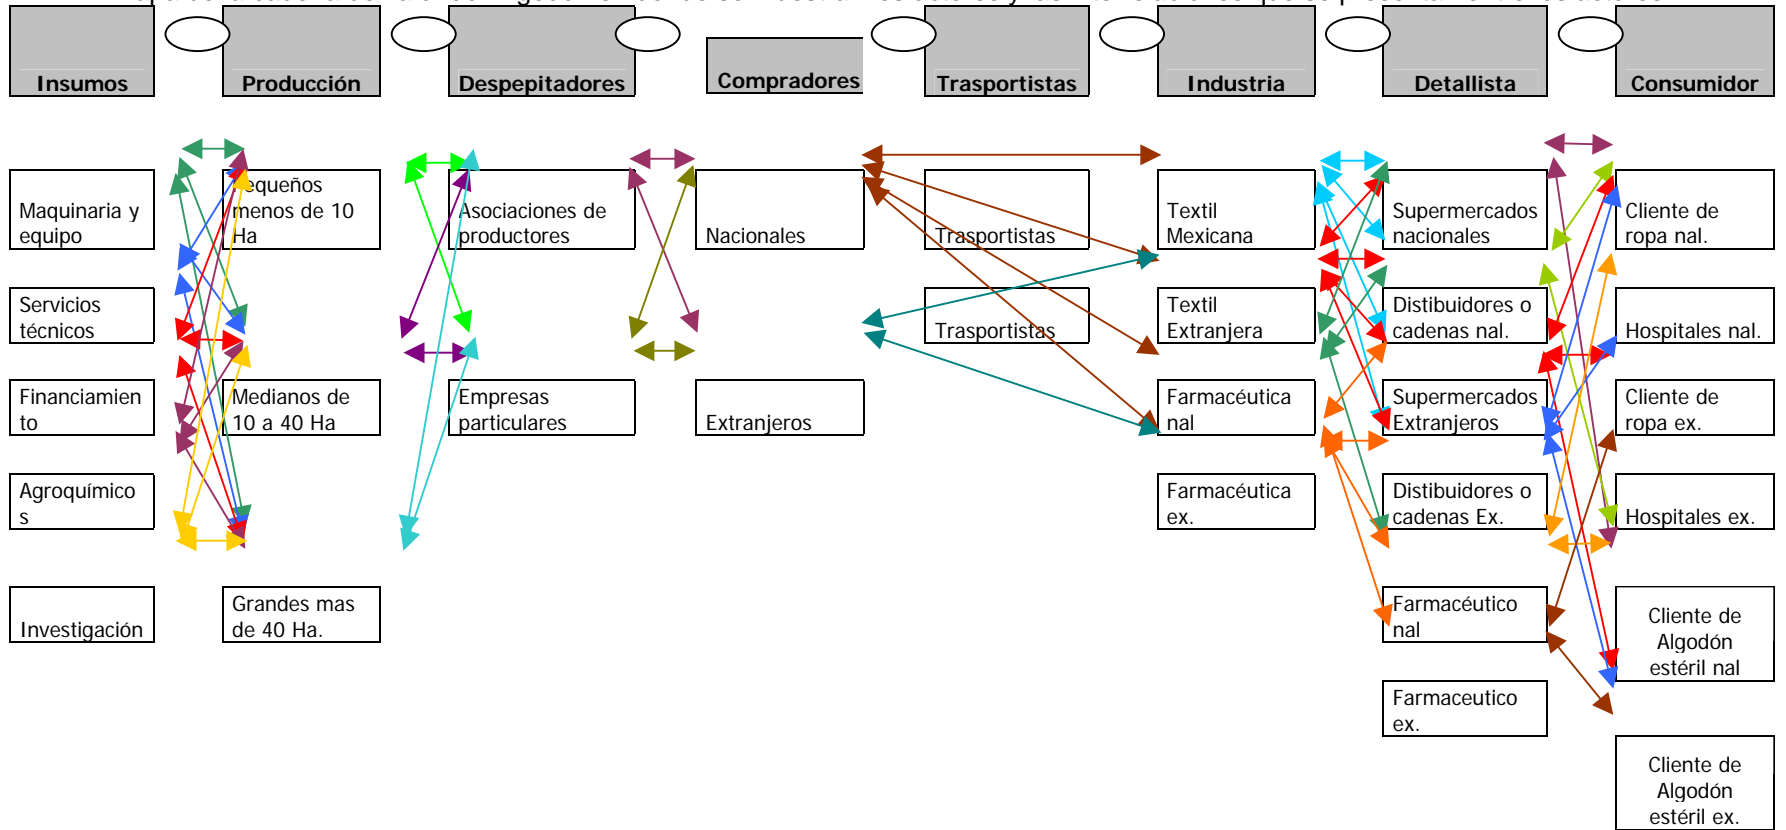 Insumos
Producción
Despepitadores
Compradores
Trasportistas
Industria
Detallista
Consumidor
Maquinaria y
equipo
Servicios
técnicos
Financiamien
to
Agroquímico
s
Investigación
Pequeños
menos de 10
Ha
Medianos de
10 a 40 Ha
Grandes mas
de 40 Ha.
Asociaciones de
productores
Empresas
particulares
Nacionales
Extranjeros
Trasportistas
Trasportistas
Textil
Mexicana
Textil
Extranjera
Farmacéutica
nal
Farmacéutica
ex.
Supermercados
nacionales
Distibuidores o
cadenas nal.
Supermercados
Extranjeros
Distibuidores o
cadenas Ex.
Farmacéutico
nal
Farmaceutico
ex.
Cliente de
ropa nal.
Hospitales nal.
Cliente de
ropa ex.
Hospitales ex.
Cliente de
Algodón
estéril nal
Cliente de
Algodón
estéril ex.